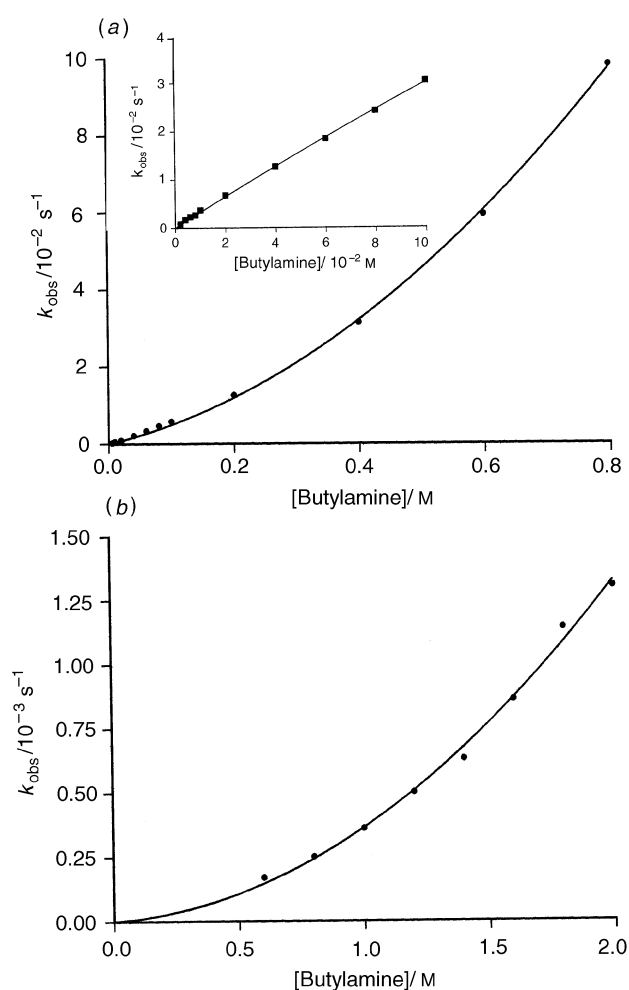 (a)
4
3
2
1
0
k_obs/10⁻² s⁻¹
0 2 4 6 8 10
[Butylamine]/ 10⁻² M
10
8
6
4
2
0
k_obs/10⁻² s⁻¹
0.0 0.2 0.4 0.6 0.8
[Butylamine]/ M
(b)
1.50
1.25
1.00
0.75
0.50
0.25
0.00
k_obs/10⁻³ s⁻¹
0.0 0.5 1.0 1.5 2.0
[Butylamine]/ M